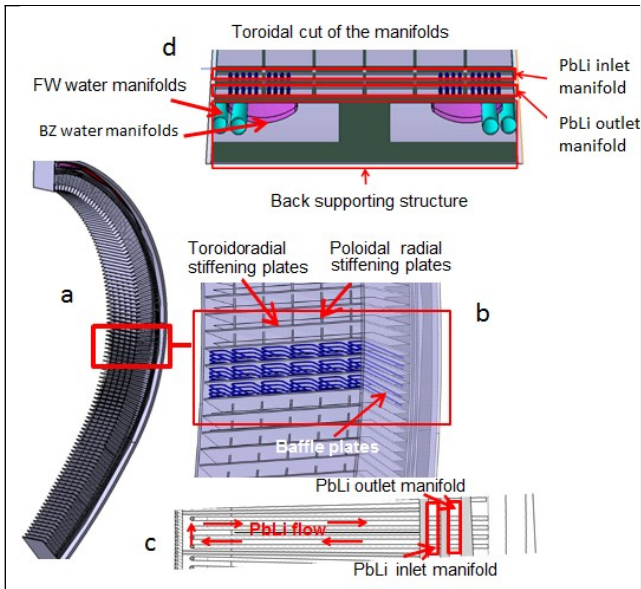 d
Toroidal cut of the manifolds
PbLi inlet
manifold
FW water manifolds
PbLi outlet
manifold
BZ water manifolds
Back supporting structure
a
Toroidoradial
stiffening plates
Poloidal radial
stiffening plates
b
Baffle plates
PbLi outlet manifold
c
PbLi flow
PbLi inlet manifold